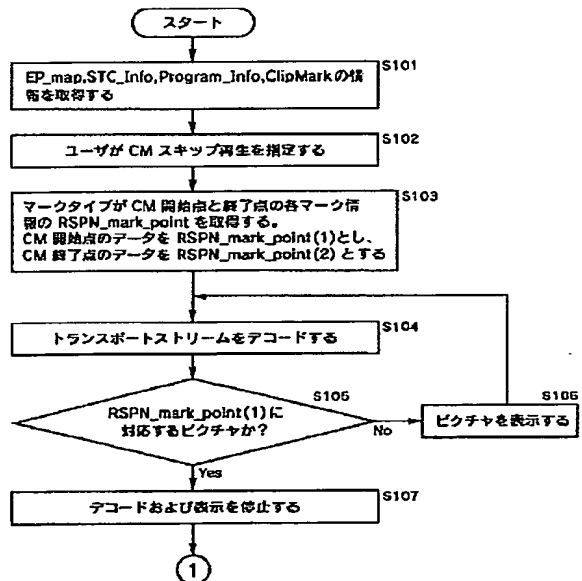 スタート
S101
EP_map,STC_Info,Program_Info,ClipMarkの情
報を取得する
S102
ユーザが CM スキップ再生を指定する
S103
マークタイプが CM 開始点と終了点の各マーク情
報の RSPN_mark_point を取得する。
CM 開始点のデータを RSPN_mark_point(1)とし、
CM 終了点のデータを RSPN_mark_point(2) とする
S104
トランスポートストリームをデコードする
S105
RSPN_mark_point(1)に
対応するピクチャか？
No
S106
ピクチャを表示する
Yes
S107
デコードおよび表示を停止する
1